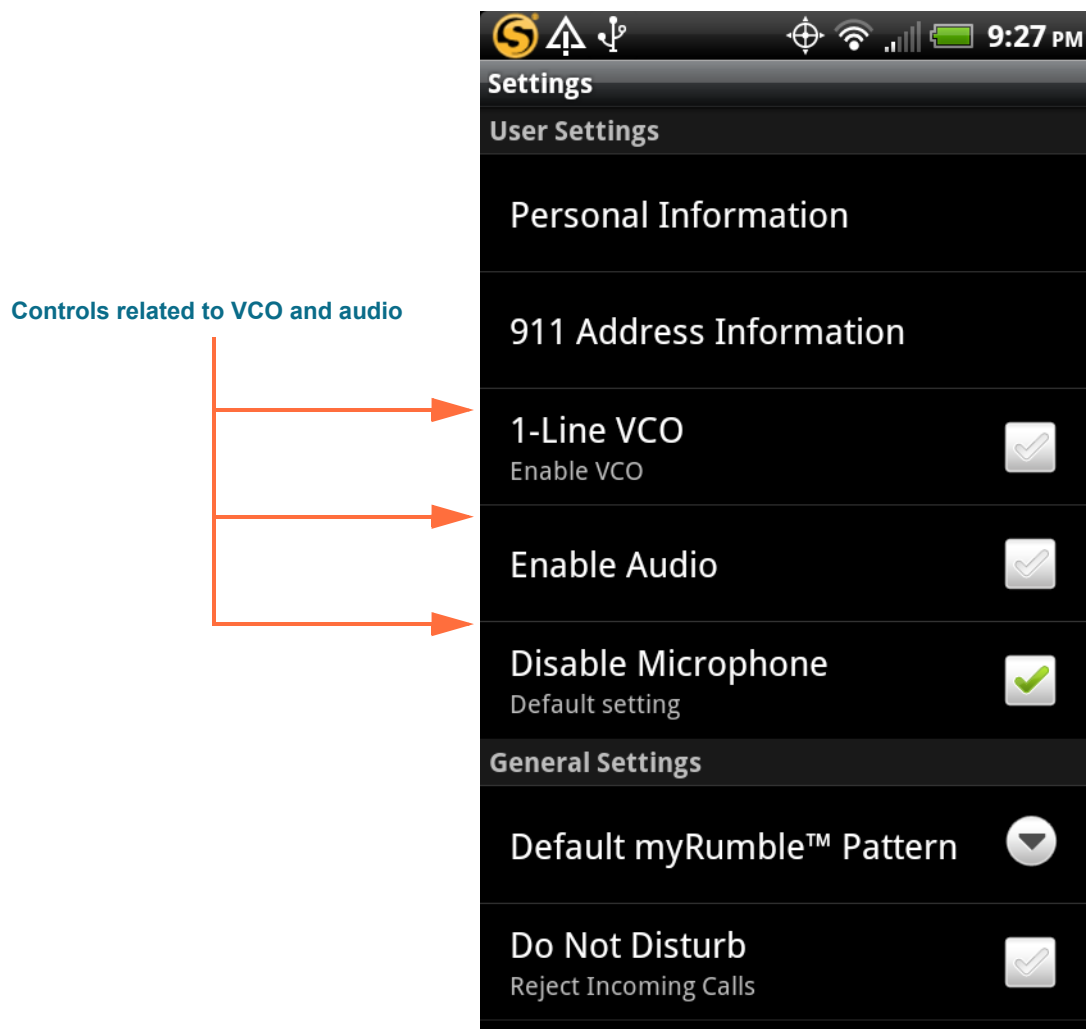 S
9:27 PM
Settings
User Settings
Personal Information
Controls related to VCO and audio
911 Address Information
1-Line VCO
Enable VCO
Enable Audio
Disable Microphone
Default setting
General Settings
Default myRumble™ Pattern
Do Not Disturb
Reject Incoming Calls